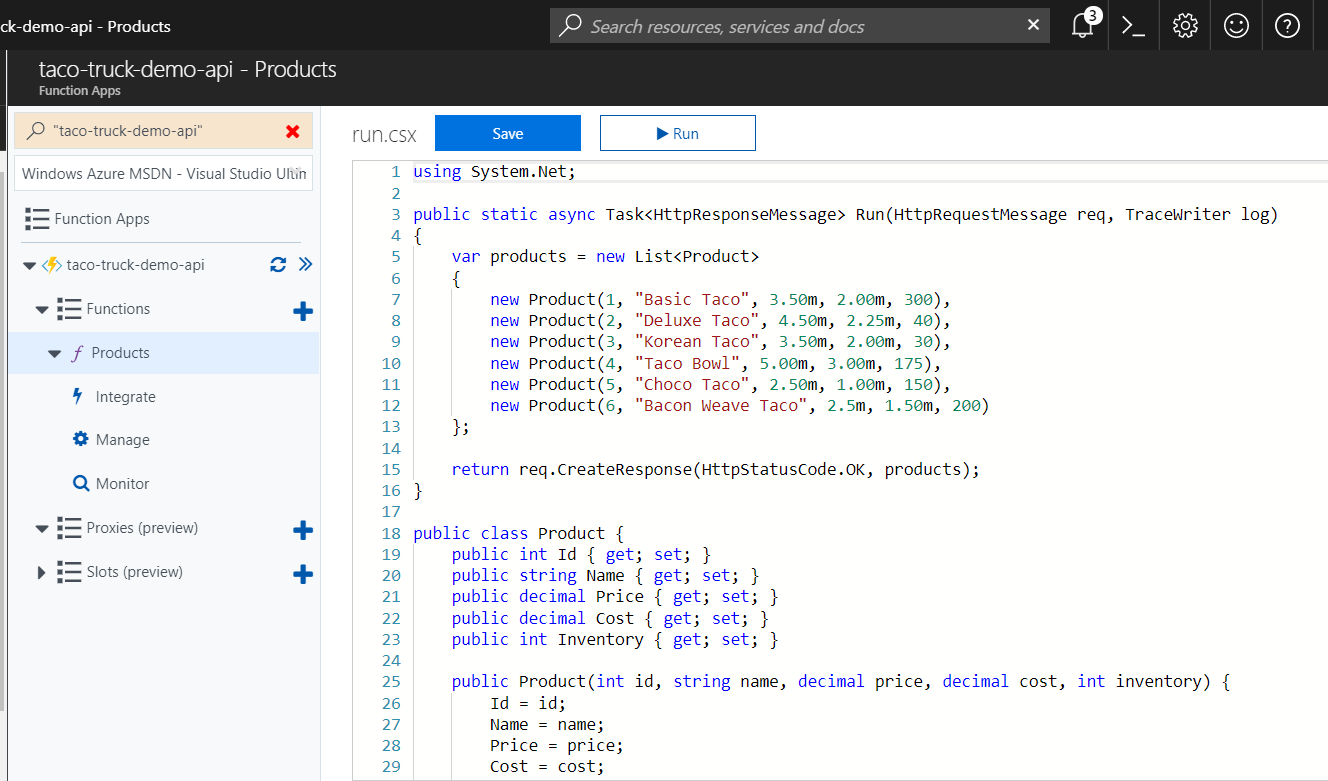 ck-demo-api - Products
Search resources, services and docs
3
taco-truck-demo-api - Products
Function Apps
"taco-truck-demo-api"
Windows Azure MSDN - Visual Studio Ultim
Function Apps
taco-truck-demo-api
Functions
Products
Integrate
Manage
Monitor
Proxies (preview)
Slots (preview)
run.csx
Save
Run
1 using System.Net;
2
3 public static async Task<HttpResponseMessage> Run(HttpRequestMessage req, TraceWriter log)
4 {
5 var products = new List<Product>
6 {
7 new Product(1, "Basic Taco", 3.50m, 2.00m, 300),
8 new Product(2, "Deluxe Taco", 4.50m, 2.25m, 40),
9 new Product(3, "Korean Taco", 3.50m, 2.00m, 30),
10 new Product(4, "Taco Bowl", 5.00m, 3.00m, 175),
11 new Product(5, "Choco Taco", 2.50m, 1.00m, 150),
12 new Product(6, "Bacon Weave Taco", 2.5m, 1.50m, 200)
13 };
14
15 return req.CreateResponse(HttpStatusCode.OK, products);
16 }
17
18 public class Product {
19 public int Id { get; set; }
20 public string Name { get; set; }
21 public decimal Price { get; set; }
22 public decimal Cost { get; set; }
23 public int Inventory { get; set; }
24
25 public Product(int id, string name, decimal price, decimal cost, int inventory) {
26 Id = id;
27 Name = name;
28 Price = price;
29 Cost = cost;